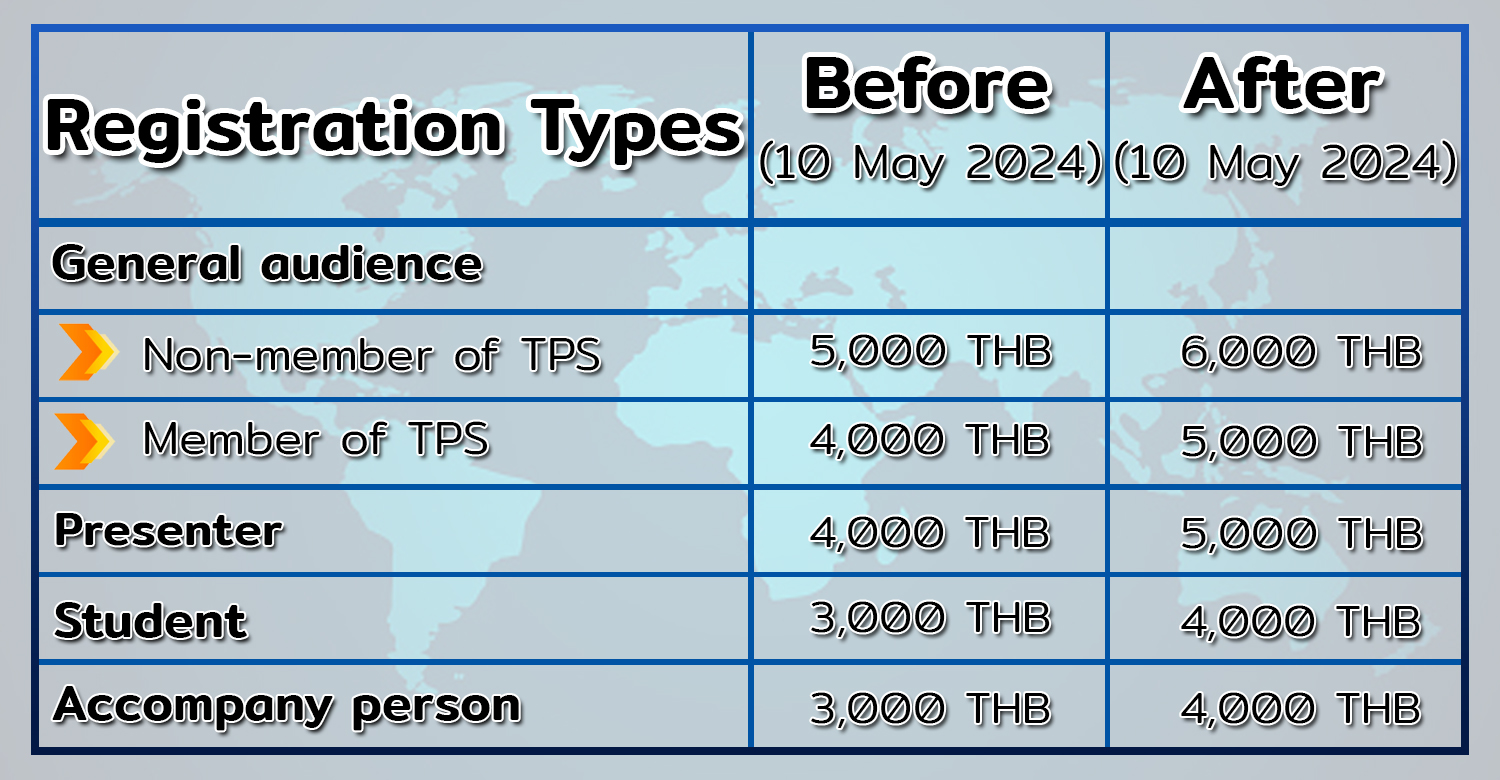 Registration Types Before After
(10 May 2024) (10 May 2024)
General audience
Non-member of TPS 5,000 THB 6,000 THB
Member of TPS 4,000 THB 5,000 THB
Presenter 4,000 THB 5,000 THB
Student 3,000 THB 4,000 THB
Accompany person 3,000 THB 4,000 THB